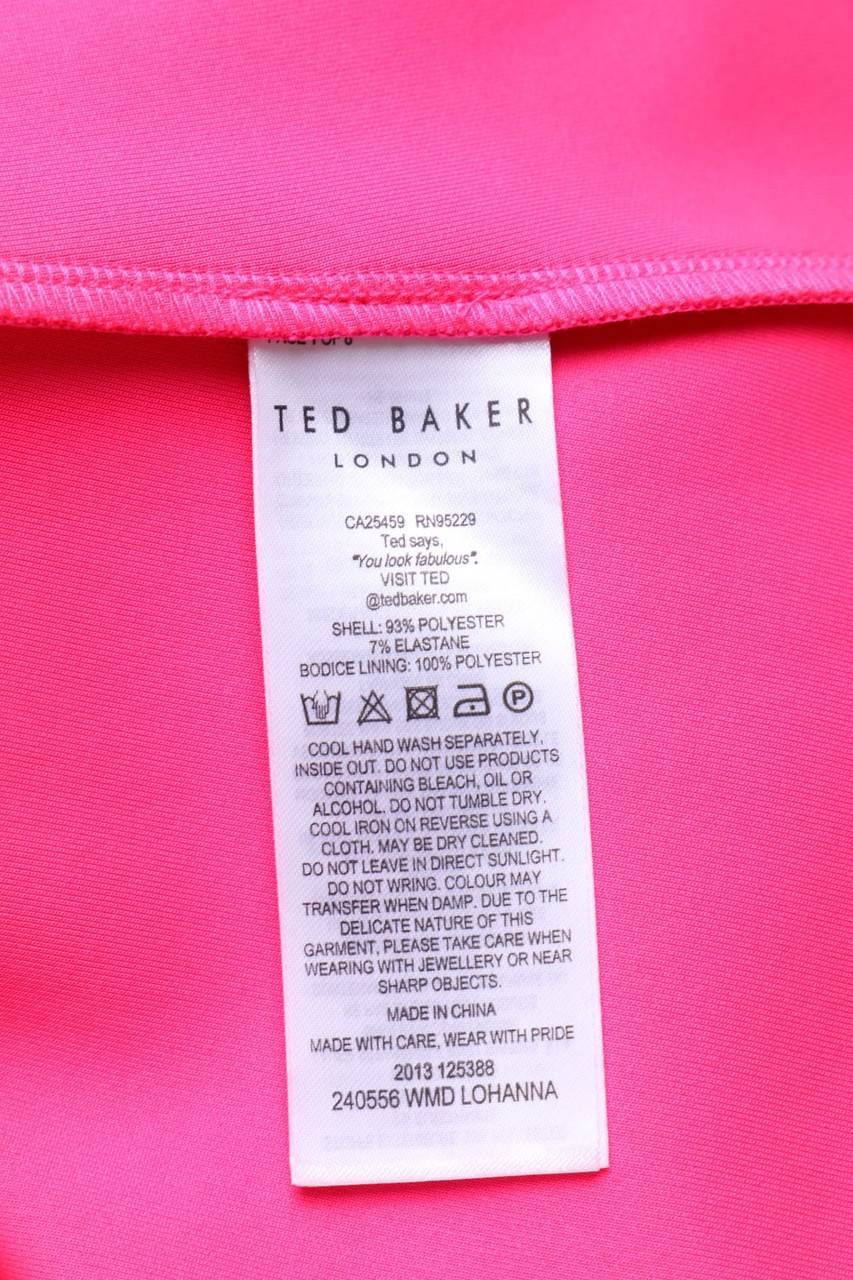 TED BAKER
LONDON
CA25459 RN95229
Ted says,
"You look fabulous".
VISIT TED
@tedbaker.com
SHELL: 93% POLYESTER
7% ELASTANE
BODICE LINING: 100% POLYESTER
P
COOL HAND WASH SEPARATELY,
INSIDE OUT. DO NOT USE PRODUCTS
CONTAINING BLEACH, OIL OR
ALCOHOL. DO NOT TUMBLE DRY.
COOL IRON ON REVERSE USING A
CLOTH. MAY BE DRY CLEANED.
DO NOT LEAVE IN DIRECT SUNLIGHT.
DO NOT WRING. COLOUR MAY
TRANSFER WHEN DAMP. DUE TO THE
DELICATE NATURE OF THIS
GARMENT, PLEASE TAKE CARE WHEN
WEARING WITH JEWELLERY OR NEAR
SHARP OBJECTS.
MADE IN CHINA
MADE WITH CARE, WEAR WITH PRIDE
2013 125388
240556 WMD LOHANNA